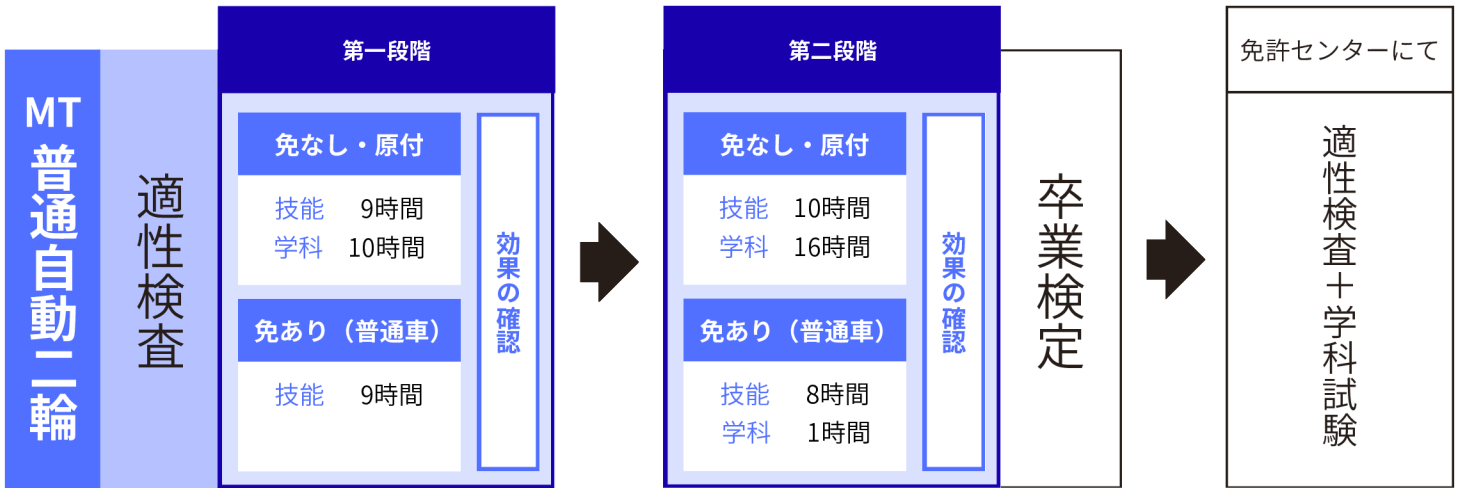 MT 普通自動二輪
適性検査
第一段階
免なし・原付
技能 9時間
学科 10時間
免あり（普通車）
技能 9時間
効果の確認
第二段階
免なし・原付
技能 10時間
学科 16時間
免あり（普通車）
技能 8時間
学科 1時間
効果の確認
卒業検定
免許センターにて
適性検査＋学科試験